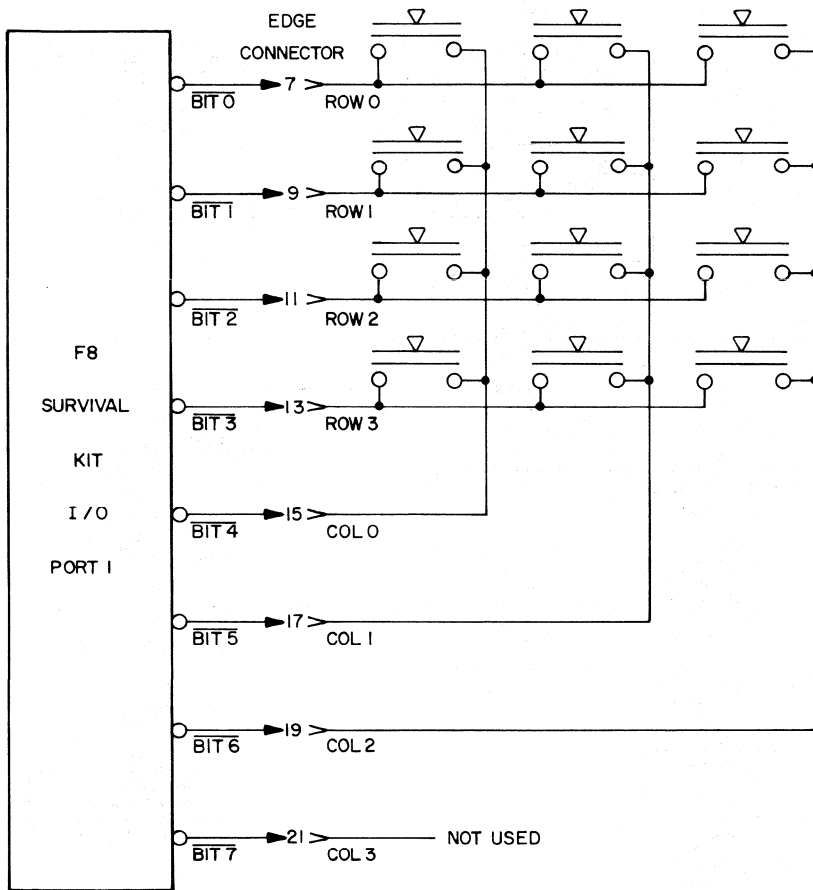 EDGE
CONNECTOR
7
BIT 0
ROW 0
9
BIT 1
ROW 1
11
BIT 2
ROW 2
13
BIT 3
ROW 3
15
BIT 4
COL 0
17
BIT 5
COL 1
19
BIT 6
COL 2
21
BIT 7
COL 3
NOT USED
F8
SURVIVAL
KIT
I/O
PORT 1